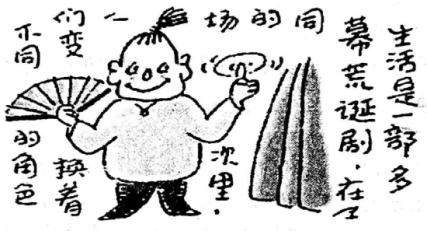 生活是一部多
幕荒诞剧.在
同的场
次里.
人们
变换着
不同
的角色